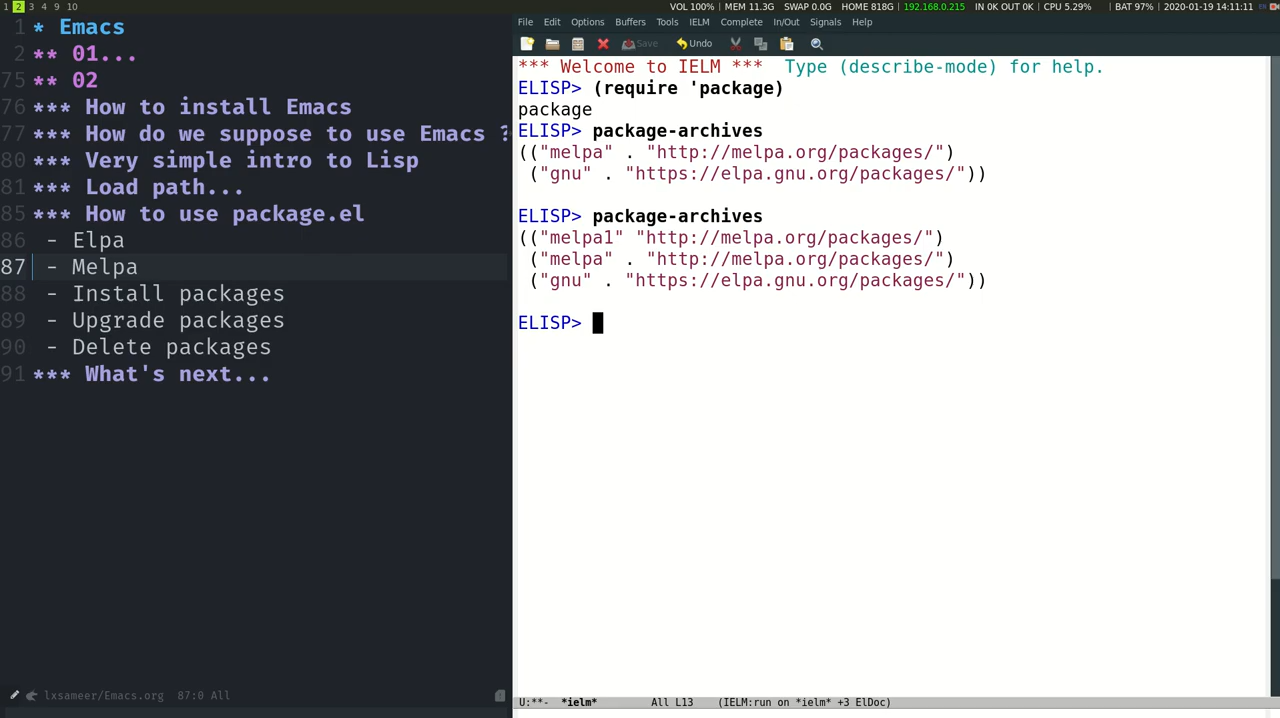 1 2 3 4 9 10
VOL 100% | MEM 11.3G SWAP 0.0G HOME 818G | 192.168.0.215 IN 0K OUT 0K | CPU 5.29% | BAT 97% | 2020-01-19 14:11:11 EN
1 * Emacs
2 ** 01...
75 ** 02
76 *** How to install Emacs
77 *** How do we suppose to use Emacs ?
80 *** Very simple intro to Lisp
81 *** Load path...
85 *** How to use package.el
86 - Elpa
87 - Melpa
88 - Install packages
89 - Upgrade packages
90 - Delete packages
91 *** What's next...
lxsameer/Emacs.org 87:0 All
File Edit Options Buffers Tools IELM Complete In/Out Signals Help
Save Undo
*** Welcome to IELM *** Type (describe-mode) for help.
ELISP> (require 'package)
package
ELISP> package-archives
(("melpa" . "http://melpa.org/packages/")
("gnu" . "https://elpa.gnu.org/packages/"))
ELISP> package-archives
(("melpa1" "http://melpa.org/packages/")
("melpa" . "http://melpa.org/packages/")
("gnu" . "https://elpa.gnu.org/packages/"))
ELISP>
U:**- *ielm* All L13 (IELM:run on *ielm* +3 ElDoc)